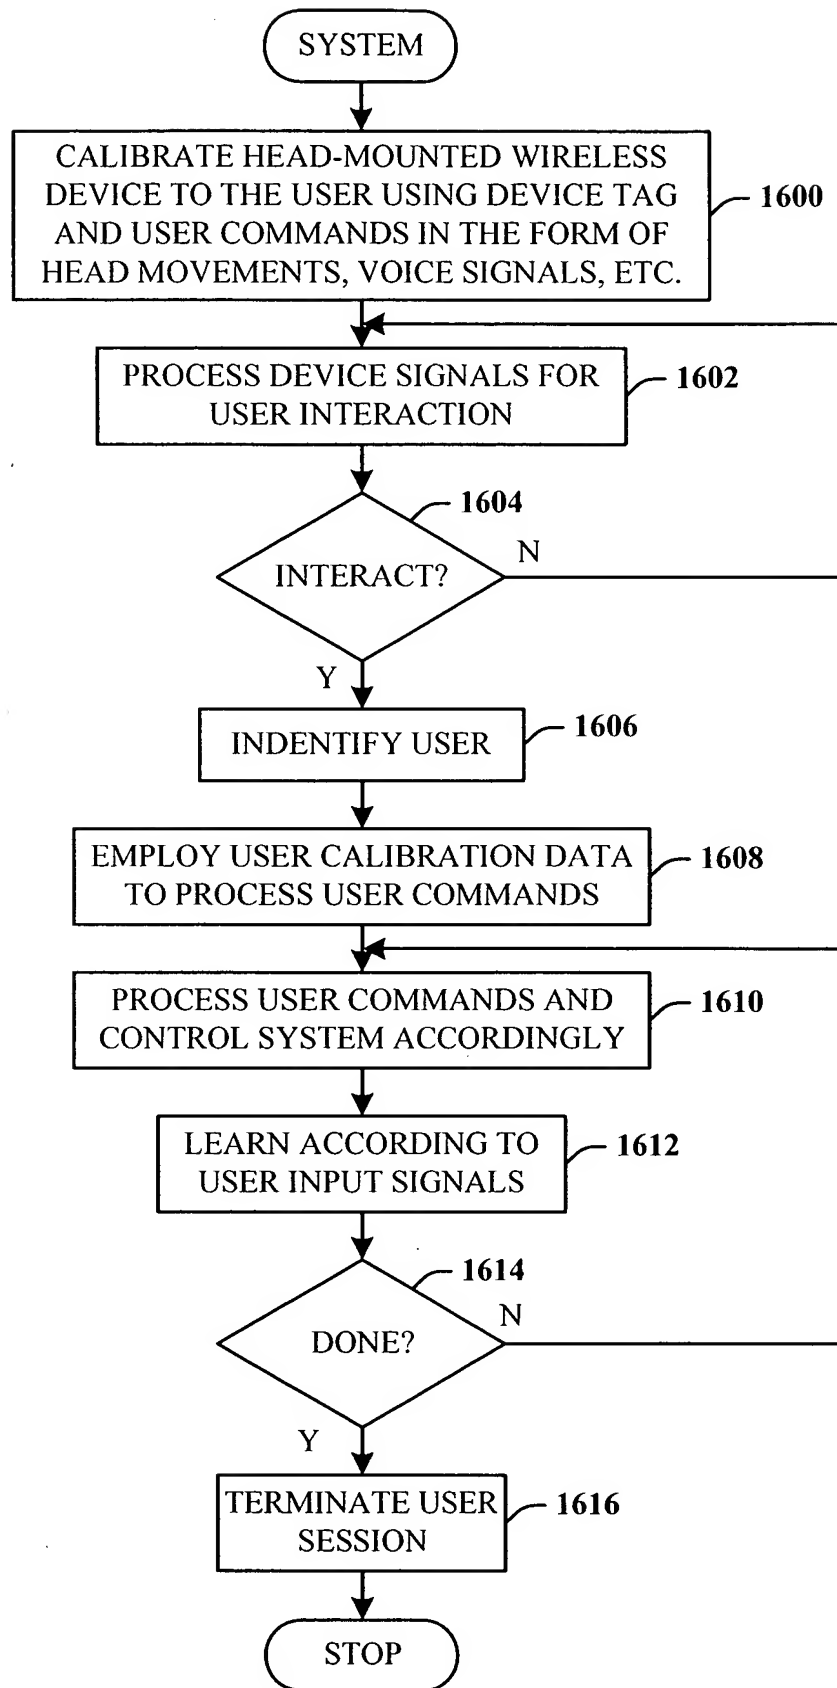 SYSTEM
CALIBRATE HEAD-MOUNTED WIRELESS
DEVICE TO THE USER USING DEVICE TAG
AND USER COMMANDS IN THE FORM OF
HEAD MOVEMENTS, VOICE SIGNALS, ETC.
1600
PROCESS DEVICE SIGNALS FOR
USER INTERACTION
1602
1604
INTERACT?
N
Y
INDENTIFY USER
1606
EMPLOY USER CALIBRATION DATA
TO PROCESS USER COMMANDS
1608
PROCESS USER COMMANDS AND
CONTROL SYSTEM ACCORDINGLY
1610
LEARN ACCORDING TO
USER INPUT SIGNALS
1612
1614
DONE?
N
Y
TERMINATE USER
SESSION
1616
STOP